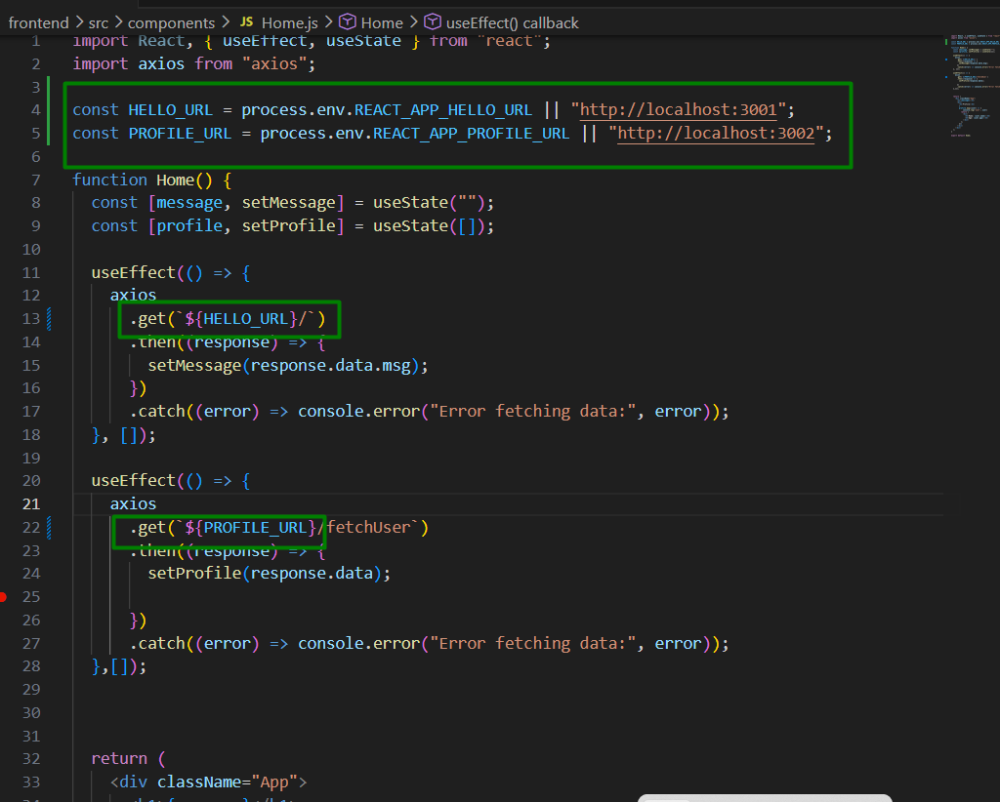 frontend > src > components > JS Home.js > Home > useEffect() callback
1 import React, { useEffect, useState } from "react";
2 import axios from "axios";
3
4 const HELLO_URL = process.env.REACT_APP_HELLO_URL || "http://localhost:3001";
5 const PROFILE_URL = process.env.REACT_APP_PROFILE_URL || "http://localhost:3002";
6
7 function Home() {
8 const [message, setMessage] = useState("");
9 const [profile, setProfile] = useState([]);
10
11 useEffect(() => {
12 axios
13 .get(`${HELLO_URL}/`)
14 .then((response) => {
15 setMessage(response.data.msg);
16 })
17 .catch((error) => console.error("Error fetching data:", error));
18 }, []);
19
20 useEffect(() => {
21 axios
22 .get(`${PROFILE_URL}/fetchUser`)
23 .then((response) => {
24 setProfile(response.data);
25
26 })
27 .catch((error) => console.error("Error fetching data:", error));
28 },[]);
29
30
31
32 return (
33 <div className="App">